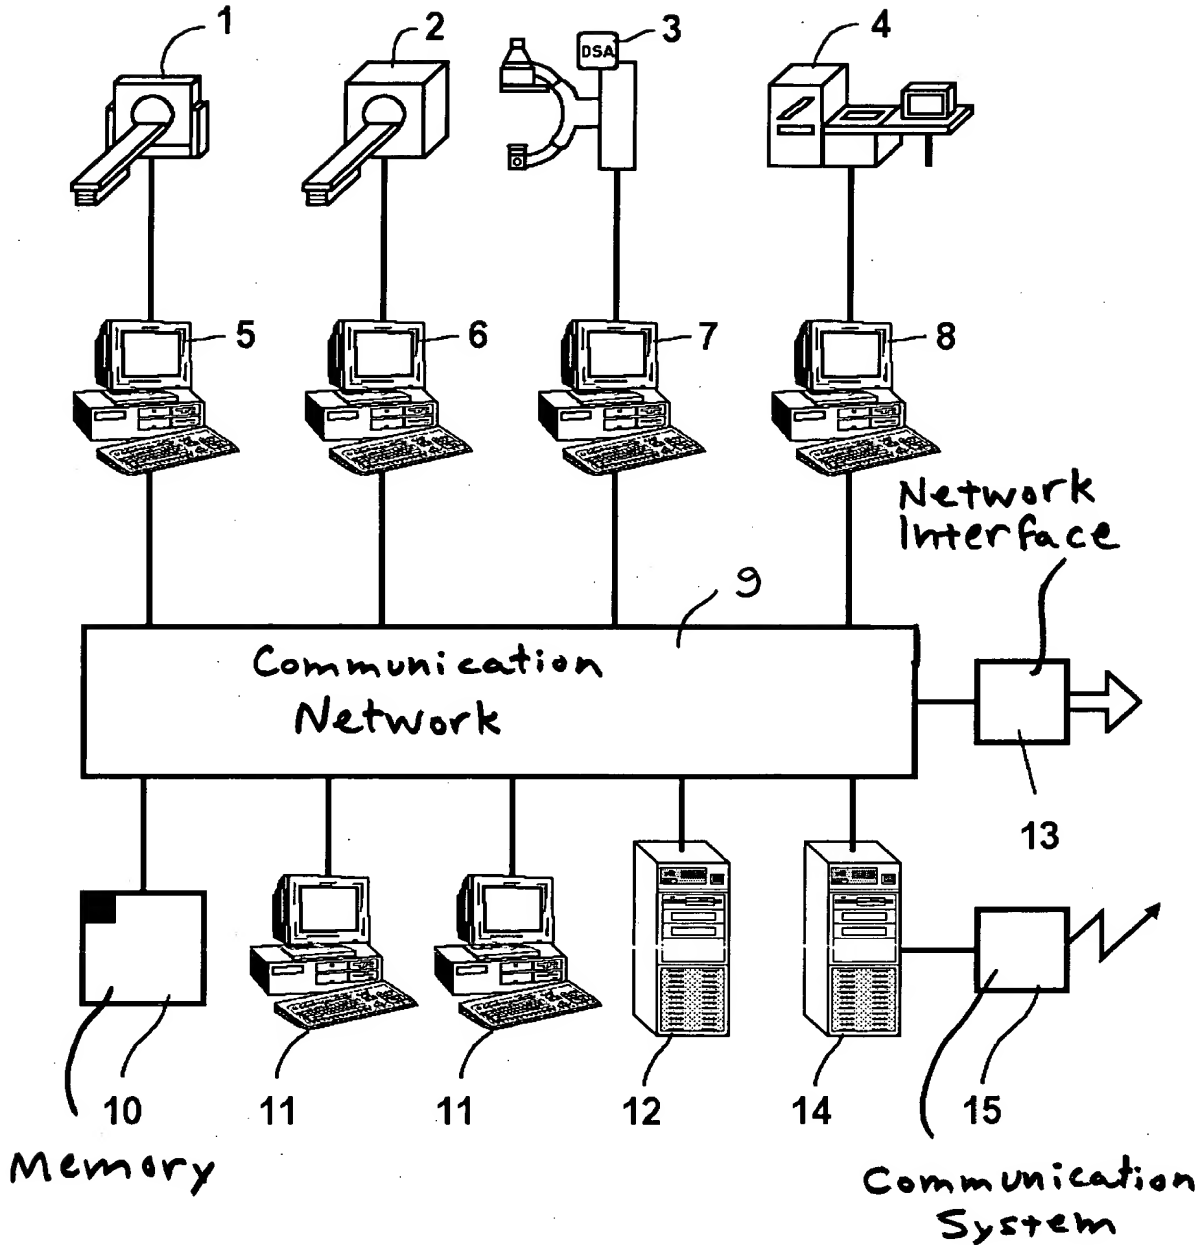 1
2
DSA
3
4
5
6
7
8
Network
Interface
9
Communication
Network
13
10
11
11
12
14
15
Memory
Communication
System